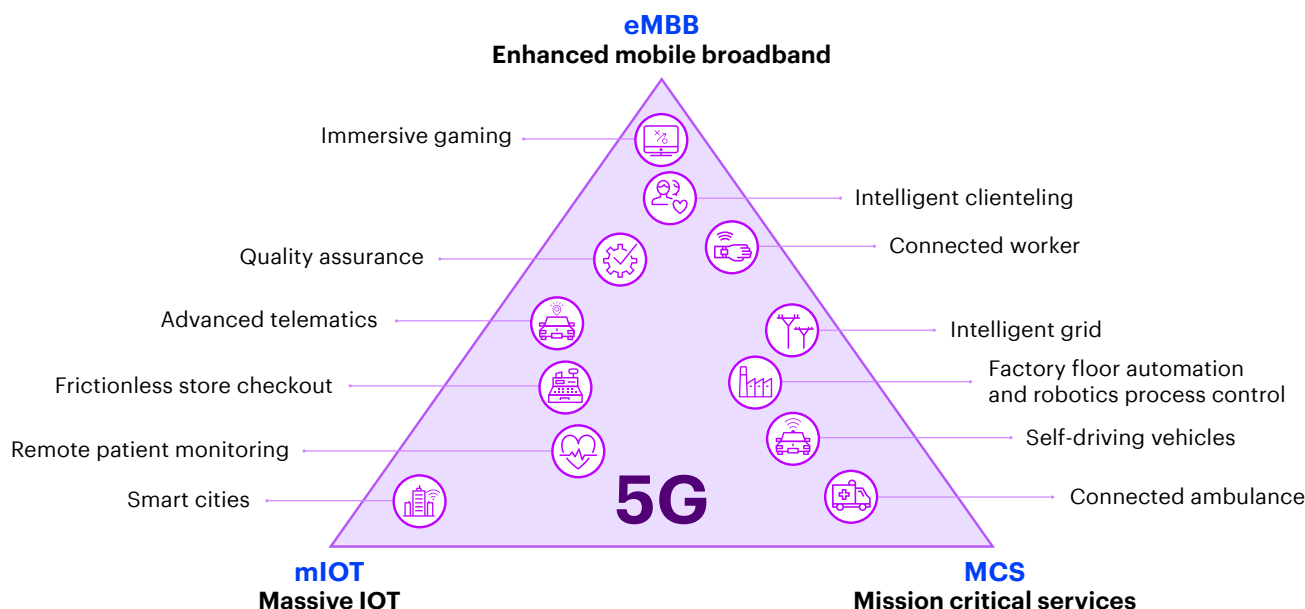 eMBB
Enhanced mobile broadband
Immersive gaming
Intelligent clienteling
Connected worker
Quality assurance
Advanced telematics
Intelligent grid
Frictionless store checkout
Factory floor automation
and robotics process control
Remote patient monitoring
Self-driving vehicles
Smart cities
5G
Connected ambulance
mIOT
Massive IOT
MCS
Mission critical services